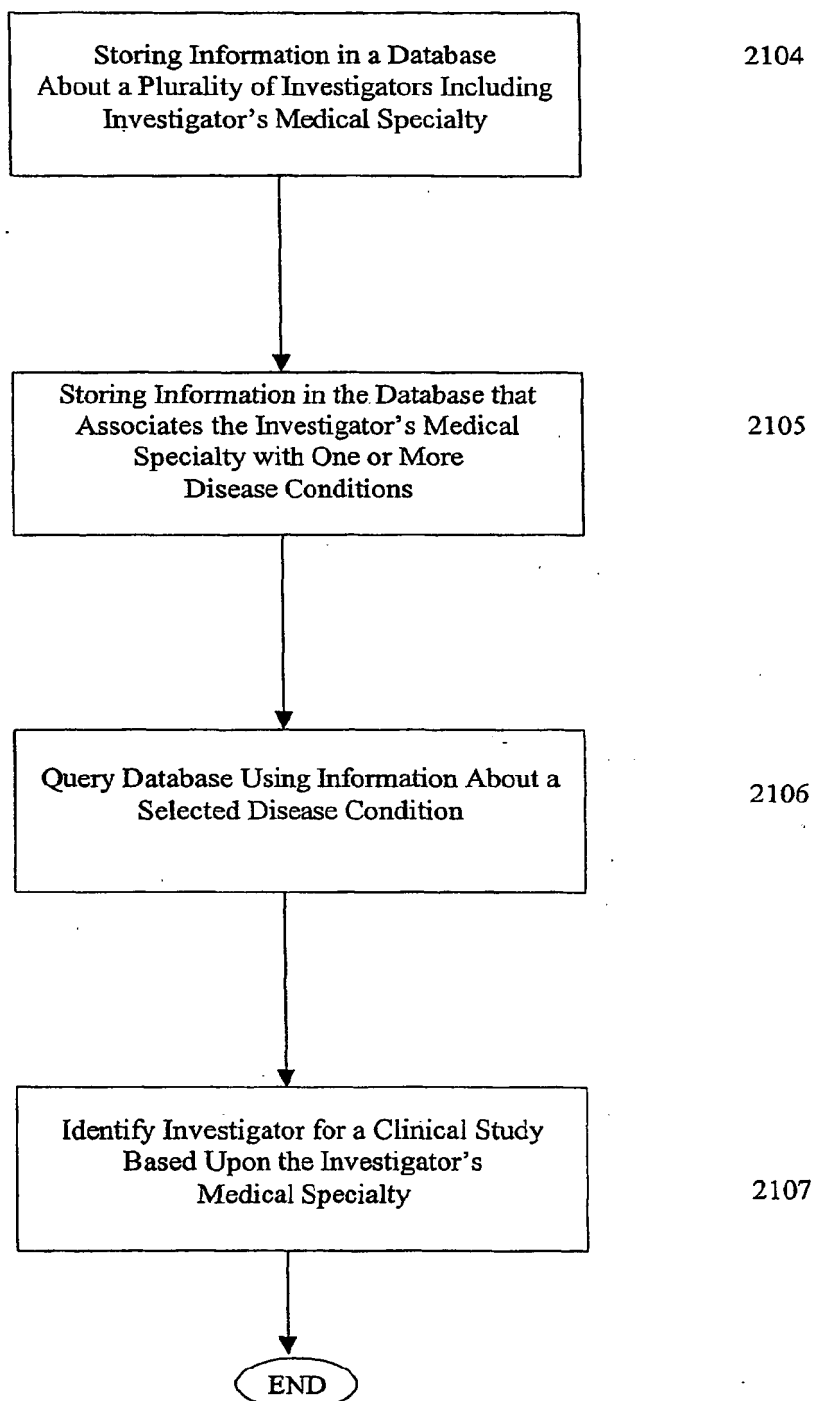 Storing Information in a Database
2104
About a Plurality of Investigators Including
Investigator's Medical Specialty
Storing Information in the Database that
Associates the Investigator's Medical
2105
Specialty with One or More
Disease Conditions
Query Database Using Information About a
2106
Selected Disease Condition
Identify Investigator for a Clinical Study
Based Upon the Investigator's
Medical Specialty
2107
END